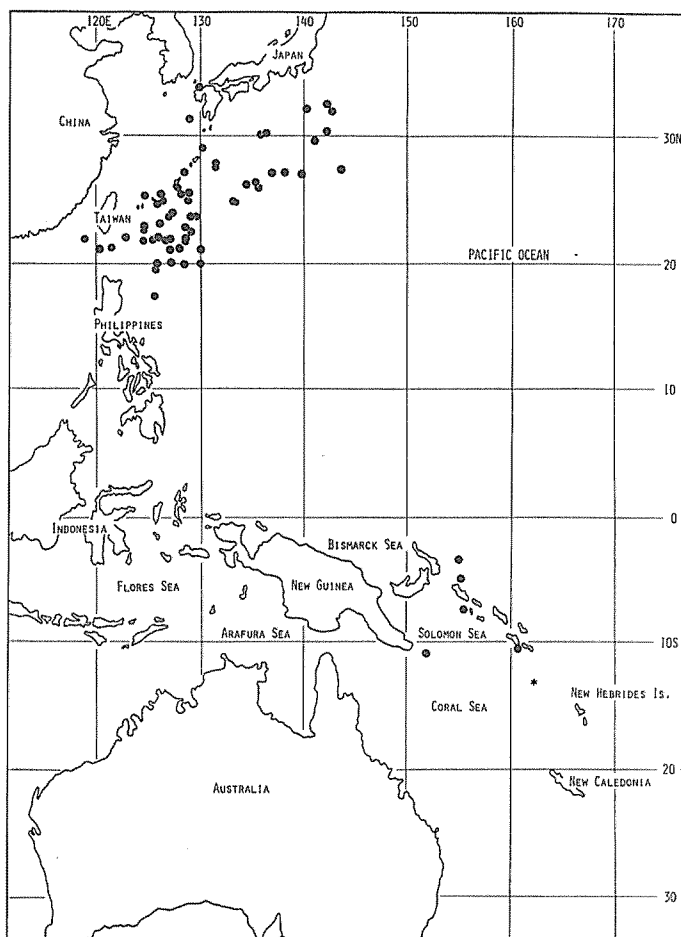 120E 130 140 150 160 170
JAPAN
CHINA
30N
TAIWAN
PACIFIC OCEAN
20
PHILIPPINES
10
INDONESIA
0
BISMARCK SEA
FLORES SEA
NEW GUINEA
ARAFURA SEA
SOLOMON SEA
10S
NEW HEBRIDES IS.
CORAL SEA
*
20
NEW CALEDONIA
AUSTRALIA
30